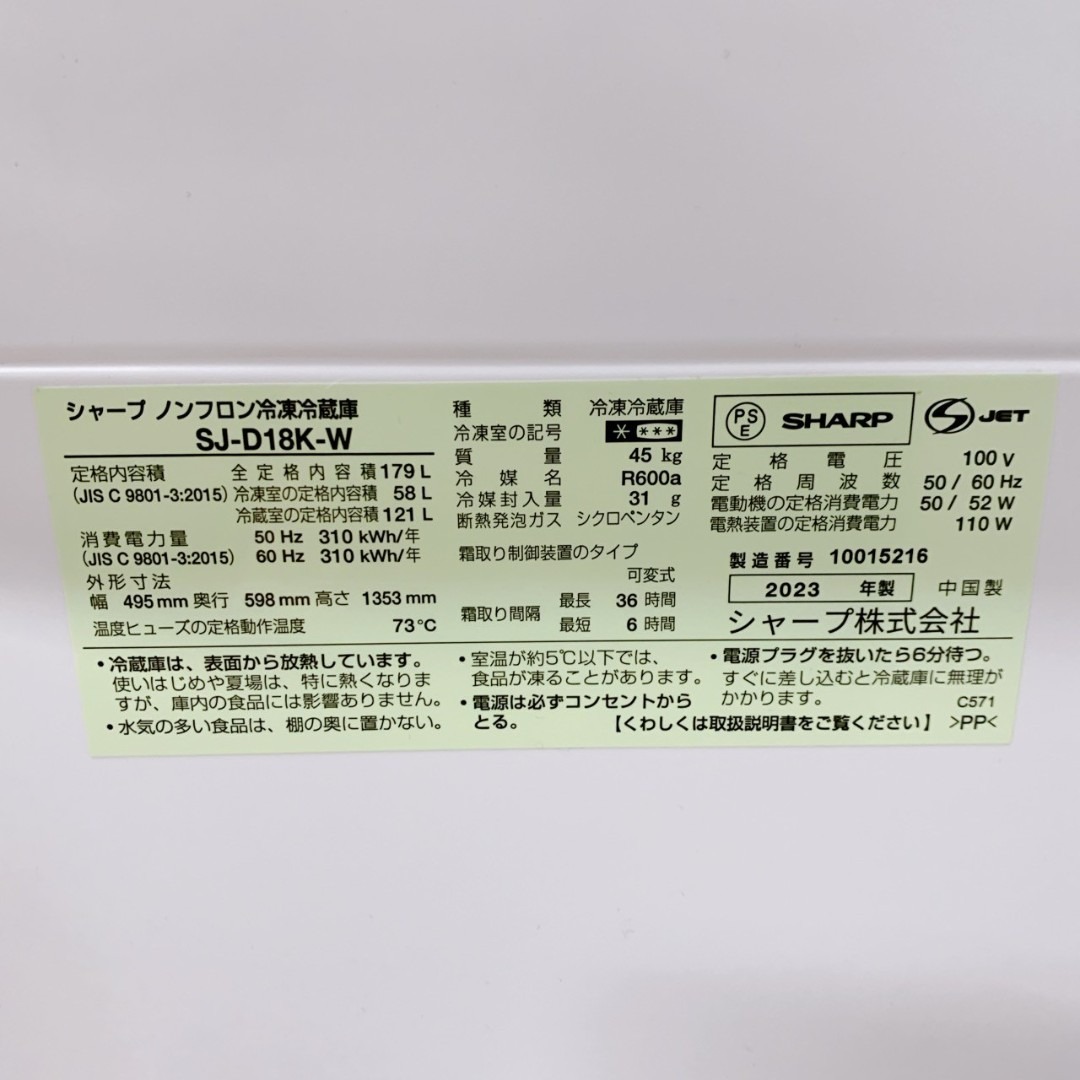 シャープ ノンフロン冷凍冷蔵庫
SJ-D18K-W
定格内容積 全定格内容積 179 L
(JIS C 9801-3:2015) 冷凍室の定格内容積 58 L
冷蔵室の定格内容積 121 L
消費電力量 50 Hz 310 kWh/年
(JIS C 9801-3:2015) 60 Hz 310 kWh/年
外形寸法
幅 495 mm 奥行 598 mm 高さ 1353 mm
温度ヒューズの定格動作温度 73℃
種類 冷凍冷蔵庫
冷凍室の記号 ＊＊＊＊
質量 45 kg
冷媒名 R600a
冷媒封入量 31 g
断熱発泡ガス シクロペンタン
霜取り制御装置のタイプ
可変式
霜取り間隔 最長 36 時間
最短 6 時間
PSE SHARP S JET
定格電圧 100 V
定格周波数 50 / 60 Hz
電動機の定格消費電力 50 / 52 W
電熱装置の定格消費電力 110 W
製造番号 10015216
2023 年製 中国製
シャープ株式会社
・冷蔵庫は、表面から放熱しています。
使いはじめや夏場は、特に熱くなりま
すが、庫内の食品には影響ありません。
・水気の多い食品は、棚の奥に置かない。
・室温が約5℃以下では、
食品が凍ることがあります。
・電源は必ずコンセントから
とる。
・電源プラグを抜いたら6分待つ。
すぐに差し込むと冷蔵庫に無理が
かかります。 C571
【くわしくは取扱説明書をご覧ください】 >PP<